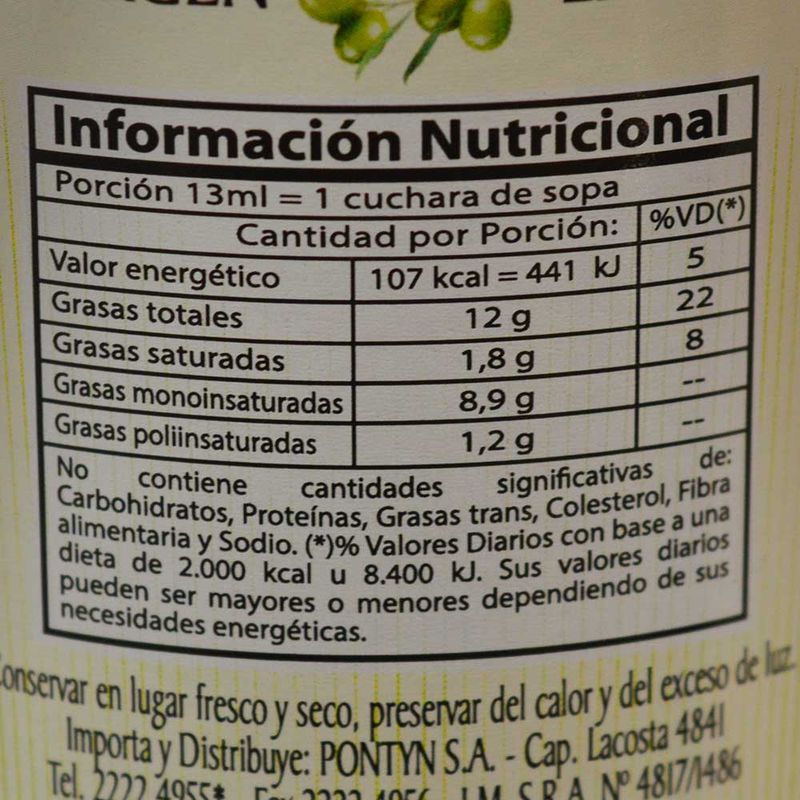 Información Nutricional
Porción 13ml = 1 cuchara de sopa
Cantidad por Porción: %VD(*)
Valor energético 107 kcal = 441 kJ 5
Grasas totales 12 g 22
Grasas saturadas 1,8 g 8
Grasas monoinsaturadas 8,9 g --
Grasas poliinsaturadas 1,2 g --
No contiene cantidades significativas de:
Carbohidratos, Proteínas, Grasas trans, Colesterol, Fibra
alimentaria y Sodio. (*)% Valores Diarios con base a una
dieta de 2.000 kcal u 8.400 kJ. Sus valores diarios
pueden ser mayores o menores dependiendo de sus
necesidades energéticas.
onservar en lugar fresco y seco, preservar del calor y del exceso de luz.
Importa y Distribuye: PONTYN S.A. - Cap. Lacosta 4841
Tel. 2222 4955* Fax 2222 4956 I.M. S.R.A. Nº 4817/1486